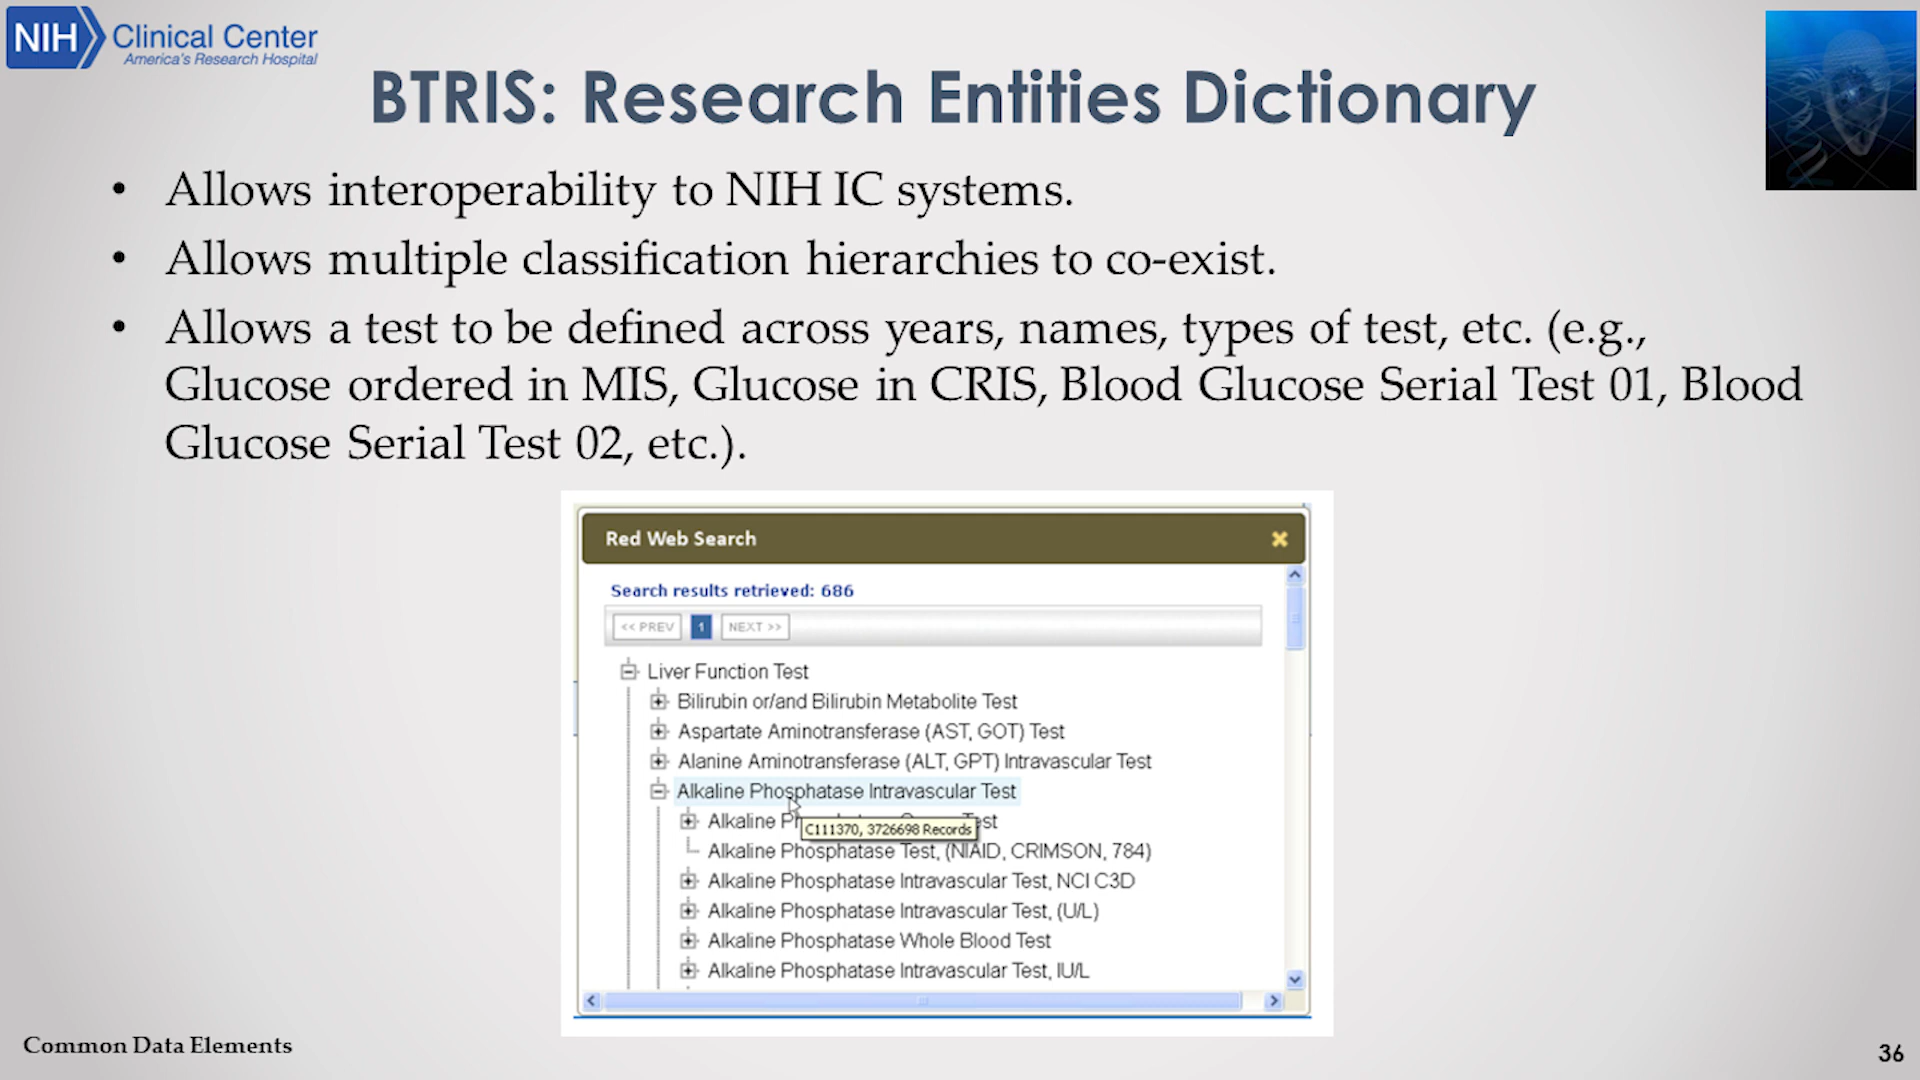 NIH Clinical Center
America's Research Hospital
BTRIS: Research Entities Dictionary
• Allows interoperability to NIH IC systems.
• Allows multiple classification hierarchies to co-exist.
• Allows a test to be defined across years, names, types of test, etc. (e.g.,
Glucose ordered in MIS, Glucose in CRIS, Blood Glucose Serial Test 01, Blood
Glucose Serial Test 02, etc.).
Red Web Search
Search results retrieved: 686
<< PREV 1 NEXT >>
Liver Function Test
Bilirubin or/and Bilirubin Metabolite Test
Aspartate Aminotransferase (AST, GOT) Test
Alanine Aminotransferase (ALT, GPT) Intravascular Test
Alkaline Phosphatase Intravascular Test
Alkaline
C111370, 3726698 Records
Alkaline Phosphatase Test, (NIAID, CRIMSON, 784)
Alkaline Phosphatase Intravascular Test, NCI C3D
Alkaline Phosphatase Intravascular Test, (U/L)
Alkaline Phosphatase Whole Blood Test
Alkaline Phosphatase Intravascular Test, IU/L
Common Data Elements
36